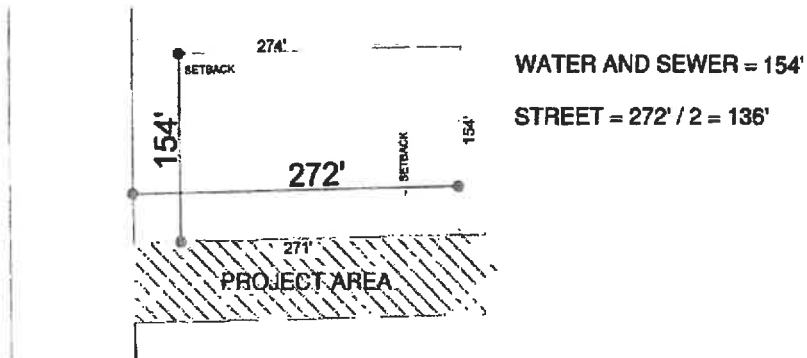 274'
SETBACK
WATER AND SEWER = 154'
STREET = 272' / 2 = 136'
154'
154'
SETBACK
272'
271'
PROJECT AREA